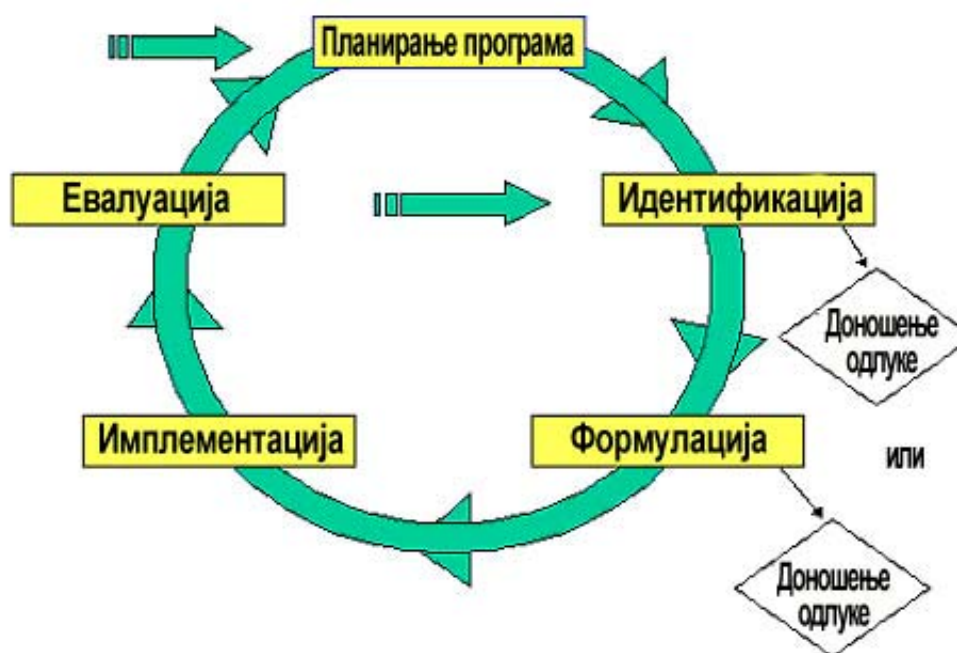 Планирање програма
Евалуација
Идентификација
Доношење
одлуке
Имплементација
Формулација
или
Доношење
одлуке